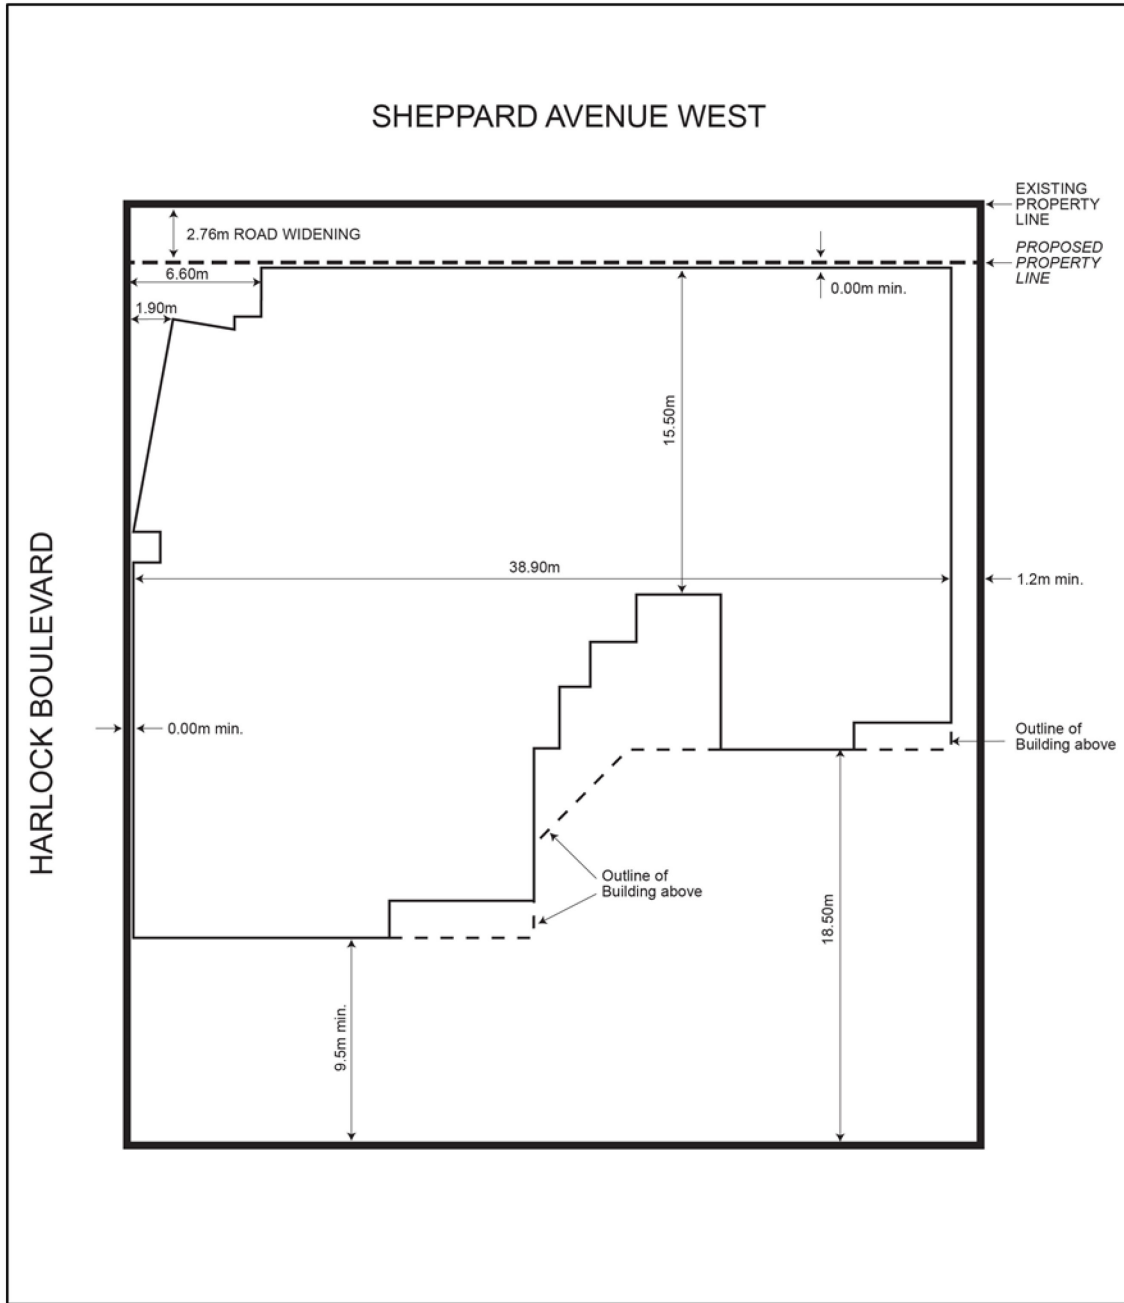 SHEPPARD AVENUE WEST
EXISTING
PROPERTY
LINE
2.76m ROAD WIDENING
PROPOSED
PROPERTY
LINE
6.60m
0.00m min.
1.90m
15.50m
HARLOCK BOULEVARD
38.90m
1.2m min.
0.00m min.
Outline of
Building above
Outline of
Building above
18.50m
9.5m min.